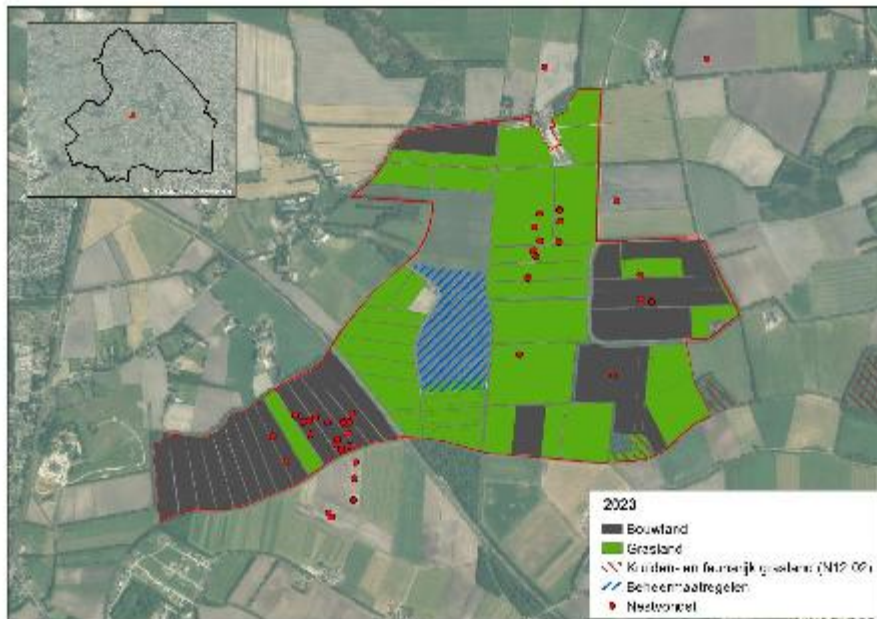 2023
Bouwland
Grasland
Kruiden- en faunarijk grasland (N12.02)
Beheermaatregelen
Nestvondst